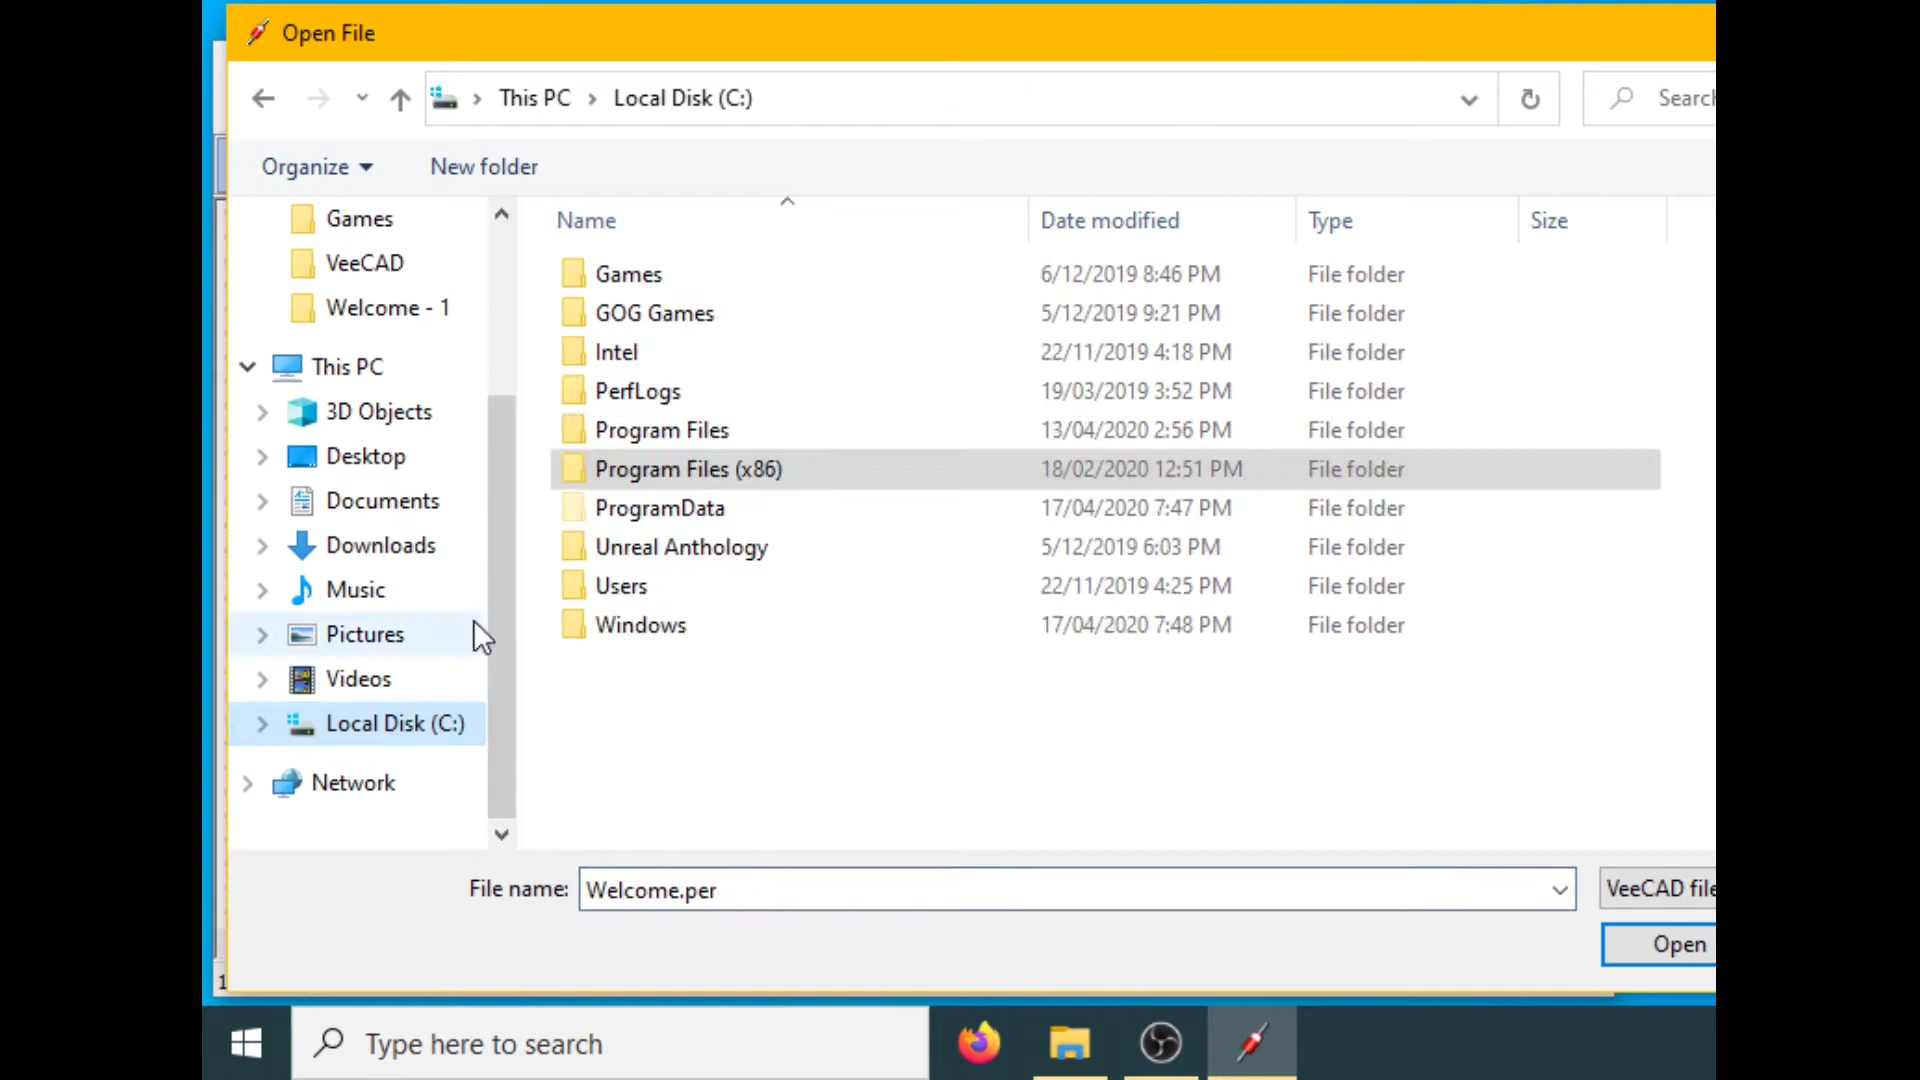 Open File
This PC
Local Disk (C:)
Search
Organize
New folder
Games
VeeCAD
Welcome - 1
This PC
3D Objects
Desktop
Documents
Downloads
Music
Pictures
Videos
Local Disk (C:)
Network
Name Date modified Type Size
Games 6/12/2019 8:46 PM File folder
GOG Games 5/12/2019 9:21 PM File folder
Intel 22/11/2019 4:18 PM File folder
PerfLogs 19/03/2019 3:52 PM File folder
Program Files 13/04/2020 2:56 PM File folder
Program Files (x86) 18/02/2020 12:51 PM File folder
ProgramData 17/04/2020 7:47 PM File folder
Unreal Anthology 5/12/2019 6:03 PM File folder
Users 22/11/2019 4:25 PM File folder
Windows 17/04/2020 7:48 PM File folder
File name: Welcome.per
VeeCAD file
Open
1
Type here to search